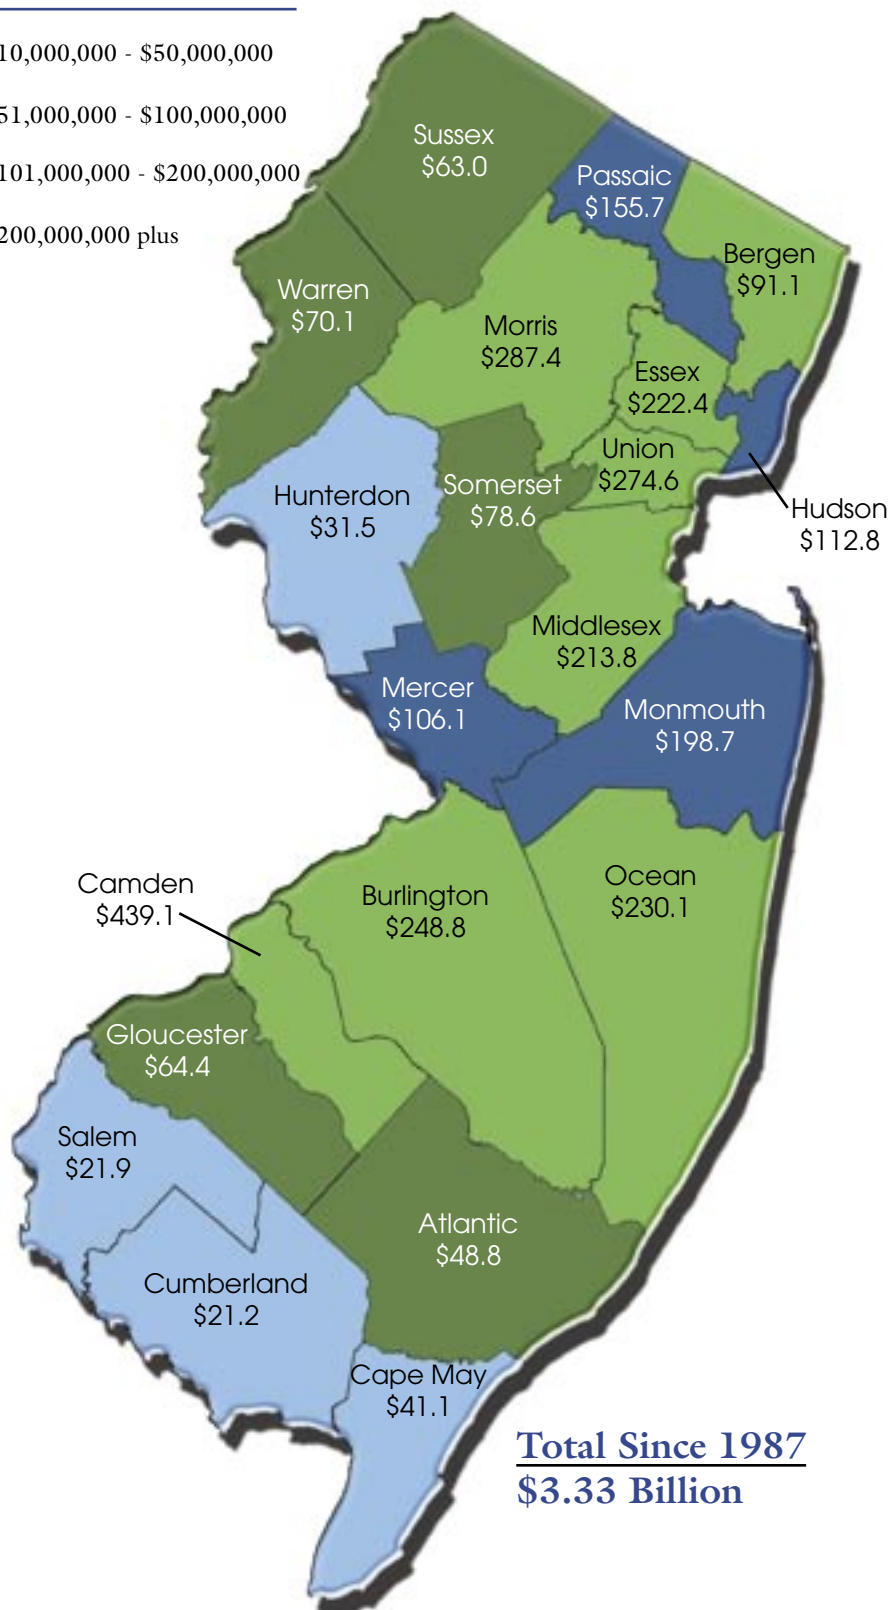 10,000,000 - $50,000,000
51,000,000 - $100,000,000
101,000,000 - $200,000,000
200,000,000 plus
Sussex
$63.0
Passaic
$155.7
Bergen
$91.1
Warren
$70.1
Morris
$287.4
Essex
$222.4
Union
$274.6
Hunterdon
$31.5
Somerset
$78.6
Hudson
$112.8
Middlesex
$213.8
Mercer
$106.1
Monmouth
$198.7
Camden
$439.1
Burlington
$248.8
Ocean
$230.1
Gloucester
$64.4
Salem
$21.9
Atlantic
$48.8
Cumberland
$21.2
Cape May
$41.1
Total Since 1987
$3.33 Billion